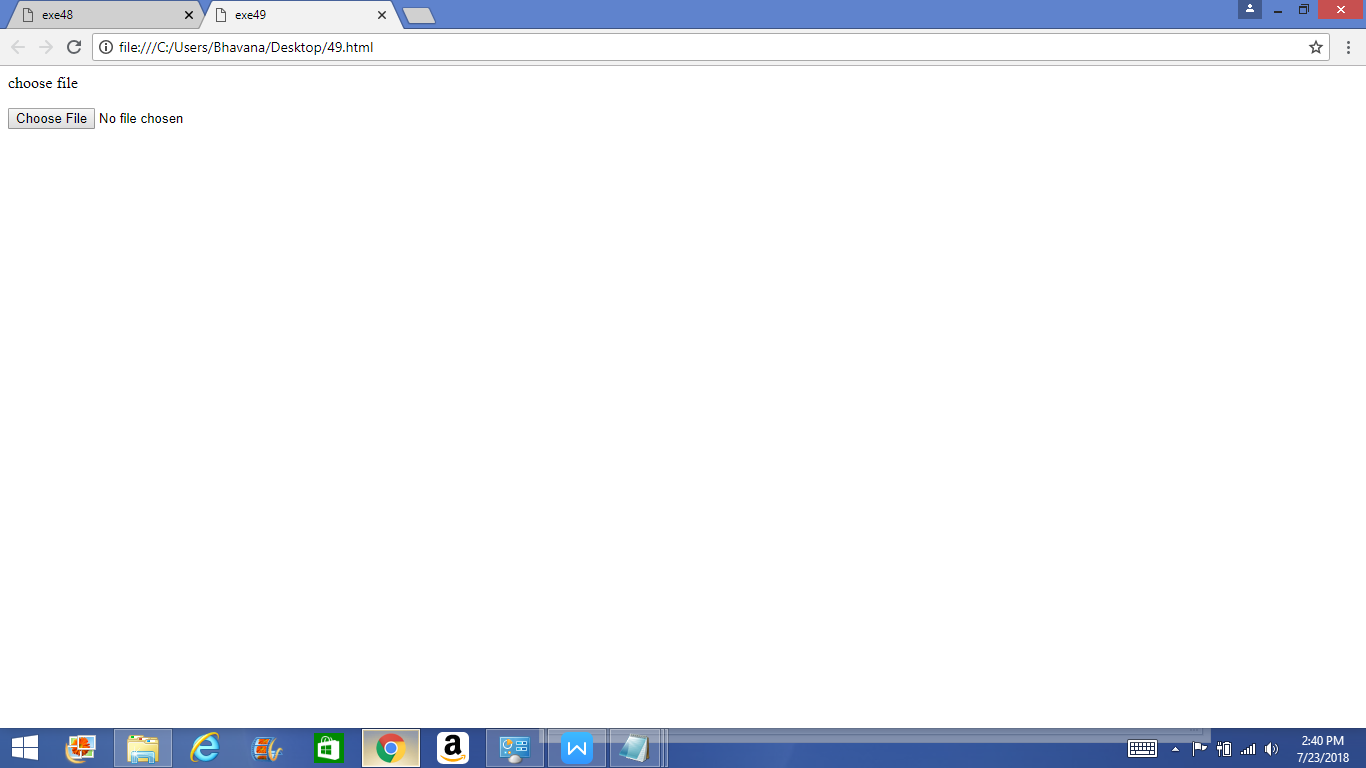 exe48
exe49
file:///C:/Users/Bhavana/Desktop/49.html
choose file
Choose File No file chosen
2:40 PM
7/23/2018